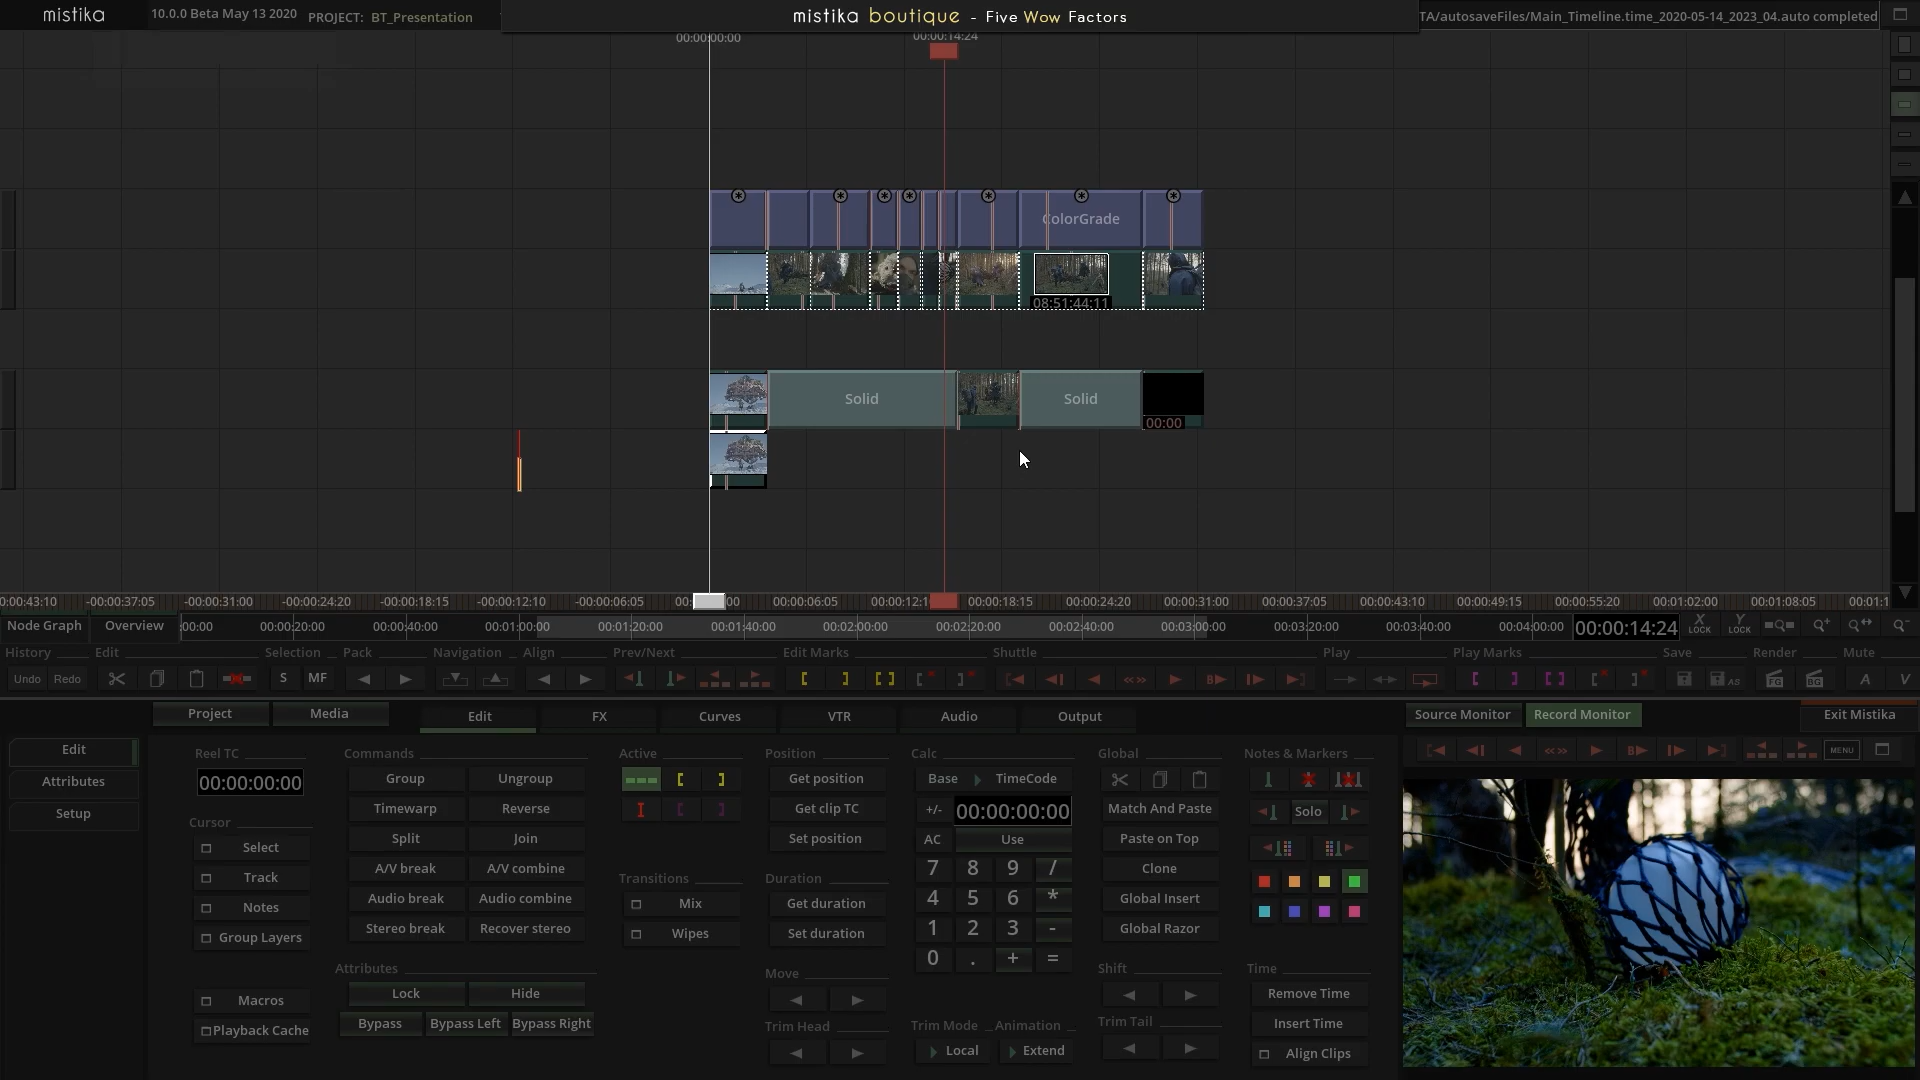 mistika
10.0.0 Beta May 13 2020
PROJECT: BT_Presentation
mistika boutique - Five Wow Factors
TA/autosaveFiles/Main_Timeline.time_2020-05-14_2023_04.auto completed
00:00:00:00
00:00:14:24
ColorGrade
08:51:44:11
Solid
Solid
00:00
0:00:43:10 -00:00:37:05 -00:00:31:00 -00:00:24:20 -00:00:18:15 -00:00:12:10 -00:00:06:05 00:00:06:05 00:00:18:15 00:00:24:20 00:00:31:00 00:00:37:05 00:00:43:10 00:00:49:15 00:00:55:20 00:01:02:00 00:01:08:05 00:01:1
Node Graph Overview :00:00 00:00:20:00 00:00:40:00 00:01:00:00 00:01:20:00 00:01:40:00 00:02:00:00 00:02:20:00 00:02:40:00 00:03:00:00 00:03:20:00 00:03:40:00 00:04:00:00 00:00:14:24 X LOCK Y LOCK
History Edit Selection Pack Navigation Align Prev/Next Edit Marks Shuttle Play Play Marks Save Render Mute
Undo Redo S MF AS FG BG A V
Project Media Edit FX Curves VTR Audio Output Source Monitor Record Monitor Exit Mistika
Edit
Attributes
Setup
Reel TC
00:00:00:00
Cursor
Select
Track
Notes
Group Layers
Macros
Playback Cache
Commands
Group Ungroup
Timewarp Reverse
Split Join
A/V break A/V combine
Audio break Audio combine
Stereo break Recover stereo
Attributes
Lock Hide
Bypass Bypass Left Bypass Right
Active
Transitions
Mix
Wipes
Position
Get position
Get clip TC
Set position
Duration
Get duration
Set duration
Move
Trim Head
Calc
Base TimeCode
+/- 00:00:00:00
AC Use
7 8 9 /
4 5 6 *
1 2 3 -
0 . + =
Trim Mode Animation
Local Extend
Global
Match And Paste
Paste on Top
Clone
Global Insert
Global Razor
Shift
Trim Tail
Notes & Markers
Solo
Time
Remove Time
Insert Time
Align Clips
MENU